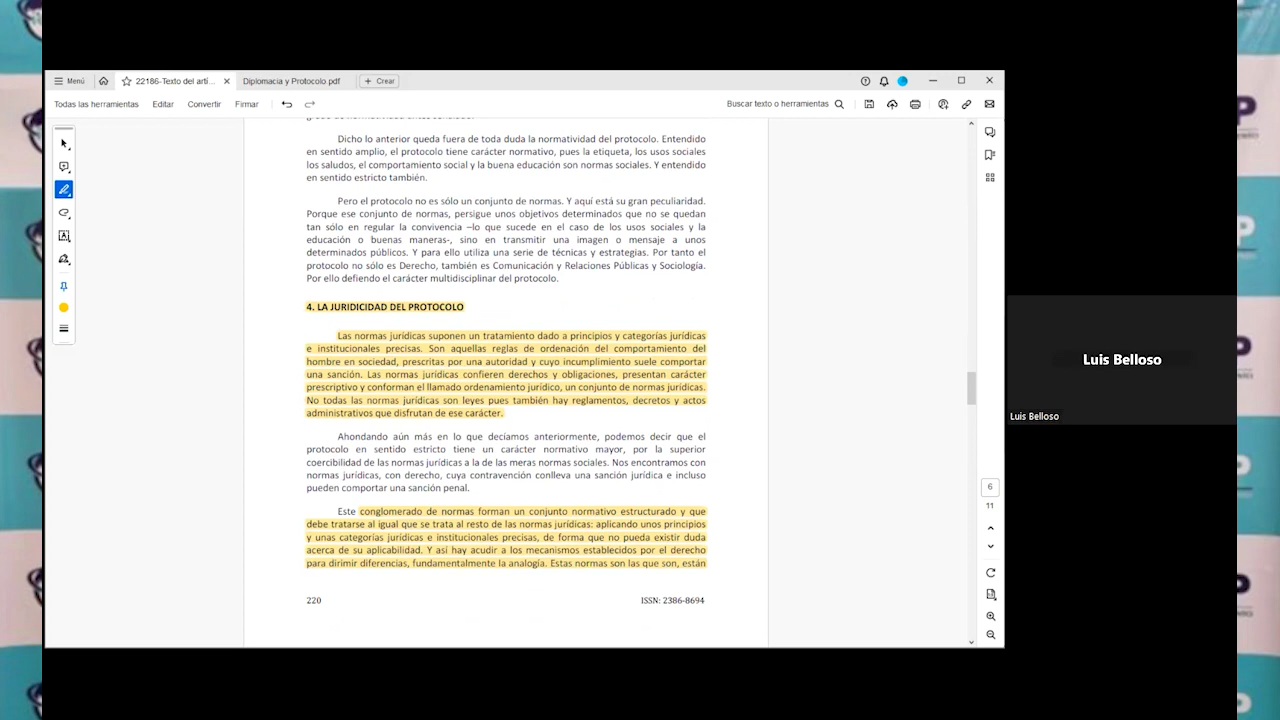 Menú
22186-Texto del artí...
Diplomacia y Protocolo pdf
Crear
Todas las herramientas
Editar
Convertir
Firmar
Buscar texto o herramientas
Dicho lo anterior queda fuera de toda duda la normatividad del protocolo. Entendido
en sentido amplio, el protocolo tiene carácter normativo, pues la etiqueta, los usos sociales
los saludos, el comportamiento social y la buena educación son normas sociales. Y entendido
en sentido estricto también.
Pero el protocolo no es sólo un conjunto de normas. Y aquí está su gran peculiaridad.
Porque ese conjunto de normas, persigue unos objetivos determinados que no se quedan
tan sólo en regular la convivencia –lo que sucede en el caso de los usos sociales y la
educación o buenas maneras-, sino en transmitir una imagen o mensaje a unos
determinados públicos. Y para ello utiliza una serie de técnicas y estrategias. Por tanto el
protocolo no sólo es Derecho, también es Comunicación y Relaciones Públicas y Sociología.
Por ello defiendo el carácter multidisciplinar del protocolo.
4. LA JURIDICIDAD DEL PROTOCOLO
Las normas jurídicas suponen un tratamiento dado a principios y categorías jurídicas
e institucionales precisas. Son aquellas reglas de ordenación del comportamiento del
hombre en sociedad, prescritas por una autoridad y cuyo incumplimiento suele comportar
una sanción. Las normas jurídicas confieren derechos y obligaciones, presentan carácter
prescriptivo y conforman el llamado ordenamiento jurídico, un conjunto de normas jurídicas.
No todas las normas jurídicas son leyes pues también hay reglamentos, decretos y actos
administrativos que disfrutan de ese carácter.
Ahondando aún más en lo que decíamos anteriormente, podemos decir que el
protocolo en sentido estricto tiene un carácter normativo mayor, por la superior
coercibilidad de las normas jurídicas a la de las meras normas sociales. Nos encontramos con
normas jurídicas, con derecho, cuya contravención conlleva una sanción jurídica e incluso
pueden comportar una sanción penal.
Este conglomerado de normas forman un conjunto normativo estructurado y que
debe tratarse al igual que se trata al resto de las normas jurídicas: aplicando unos principios
y unas categorías jurídicas e institucionales precisas, de forma que no pueda existir duda
acerca de su aplicabilidad. Y así hay acudir a los mecanismos establecidos por el derecho
para dirimir diferencias, fundamentalmente la analogía. Estas normas son las que son, están
220
ISSN: 2386-8694
6
11
Luis Belloso
Luis Belloso